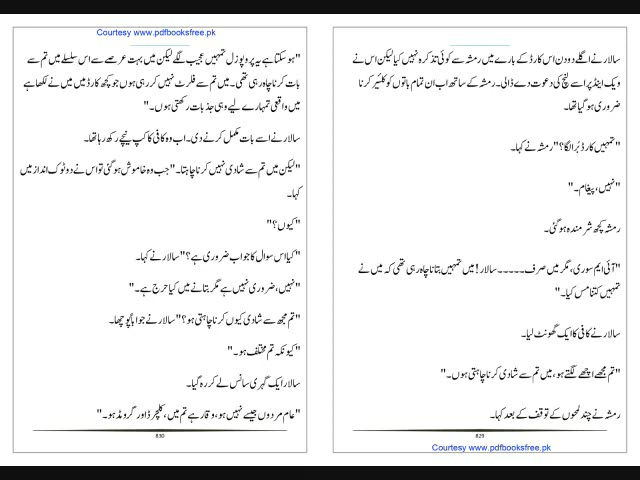 سالار نے اگلے دو دن اس کارڈ کے بارے میں رمشہ سے کوئی تذکرہ نہیں کیا لیکن اس نے
ویک اینڈ پر اسے لنچ کی دعوت دے ڈالی۔ رمشہ کے ساتھ اب ان تمام باتوں کو کلئیر کرنا
ضروری ہو گیا تھا۔
"تمہیں کارڈ بُرا لگا؟" رمشہ نے کہا۔
"نہیں، پیغام۔"
رمشہ کچھ شرمندہ ہو گئی۔
"آئی ایم سوری، مگر میں صرف۔۔۔۔۔ سالار! میں تمہیں بتانا چاہ رہی تھی کہ میں نے
تمہیں کتنا مس کیا۔"
سالار نے کافی کا ایک گھونٹ لیا۔
"تم مجھے اچھے لگتے ہو، میں تم سے شادی کرنا چاہتی ہوں۔"
رمشہ نے چند لمحوں کے توقف کے بعد کہا۔
829
Courtesy www.pdfbooksfree.pk
Courtesy www.pdfbooksfree.pk
"ہو سکتا ہے یہ پروپوزل تمہیں عجیب لگے لیکن میں بہت عرصے سے اس سلسلے میں تم سے
بات کرنا چاہ رہی تھی۔ میں تم سے فلرٹ نہیں کر رہی ہوں جو کچھ کارڈ میں میں نے لکھا ہے
میں واقعی تمہارے لیے وہی جذبات رکھتی ہوں۔"
سالار نے اسے بات مکمل کرنے دی۔ اب وہ کافی کا کپ نیچے رکھ رہا تھا۔
"لیکن میں تم سے شادی نہیں کرنا چاہتا۔" جب وہ خاموش ہو گئی تو اس نے دو ٹوک انداز میں
کہا۔
"کیوں؟"
"کیا اس سوال کا جواب ضروری ہے؟" سالار نے کہا۔
"نہیں، ضروری نہیں ہے مگر بتانے میں کیا حرج ہے۔"
"تم مجھ سے شادی کیوں کرنا چاہتی ہو؟" سالار نے جواباً پوچھا۔
"کیونکہ تم مختلف ہو۔"
سالار ایک گہری سانس لے کر رہ گیا۔
"عام مردوں جیسے نہیں ہو، وقار ہے تم میں، کلچرڈ اور گرومڈ ہو۔"
830